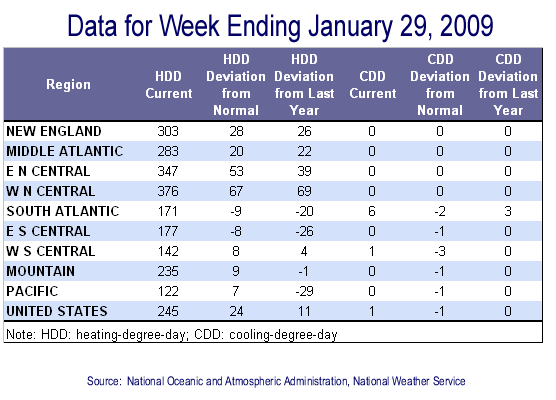 Data for Week Ending January 29, 2009
Region HDD Current HDD Deviation from Normal HDD Deviation from Last Year CDD Current CDD Deviation from Normal CDD Deviation from Last Year
NEW ENGLAND 303 28 26 0 0 0
MIDDLE ATLANTIC 283 20 22 0 0 0
E N CENTRAL 347 53 39 0 0 0
W N CENTRAL 376 67 69 0 0 0
SOUTH ATLANTIC 171 -9 -20 6 -2 3
E S CENTRAL 177 -8 -26 0 -1 0
W S CENTRAL 142 8 4 1 -3 0
MOUNTAIN 235 9 -1 0 -1 0
PACIFIC 122 7 -29 0 -1 0
UNITED STATES 245 24 11 1 -1 0
Note: HDD: heating-degree-day; CDD: cooling-degree-day
Source: National Oceanic and Atmospheric Administration, National Weather Service